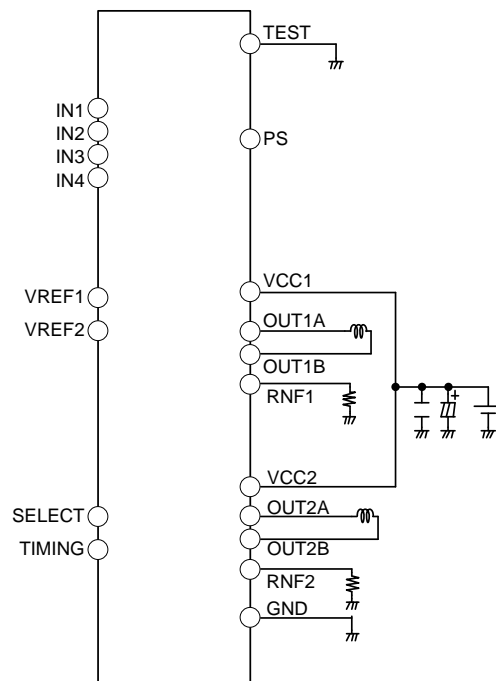 TEST
IN1
IN2
PS
IN3
IN4
VCC1
VREF1
OUT1A
VREF2
OUT1B
RNF1
+
VCC2
OUT2A
SELECT
OUT2B
TIMING
RNF2
GND